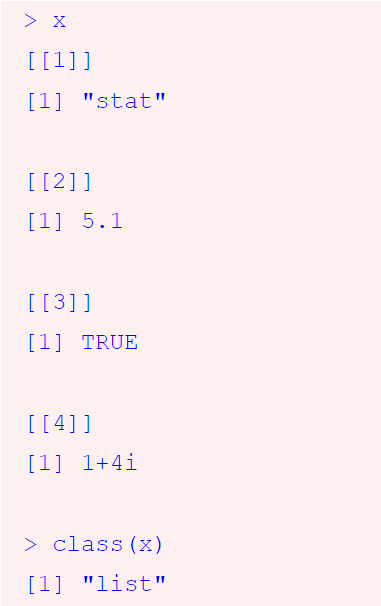 > x
[[1]]
[1] "stat"
[[2]]
[1] 5.1
[[3]]
[1] TRUE
[[4]]
[1] 1+4i
> class(x)
[1] "list"